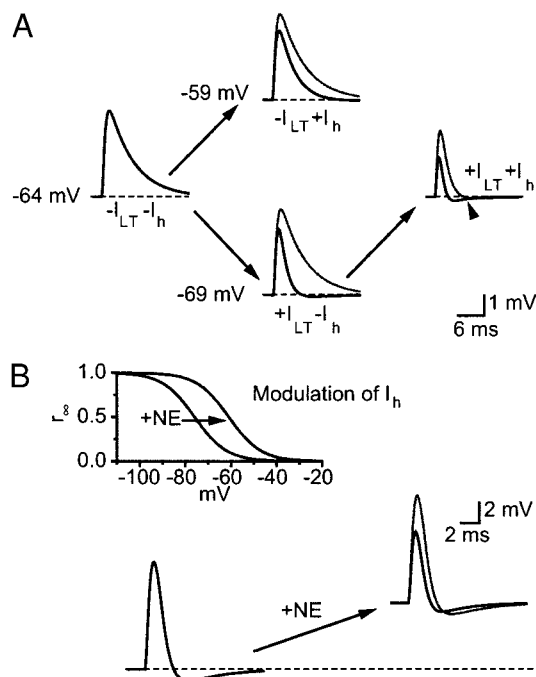 A
-59 mV
-I_LT+I_h
-64 mV
-I_LT-I_h
+I_LT+I_h
-69 mV
+I_LT-I_h
1 mV
6 ms
B
1.0
0.5
0.0
r∞
+NE
Modulation of I_h
-100 -80 -60 -40 -20
mV
2 mV
2 ms
+NE